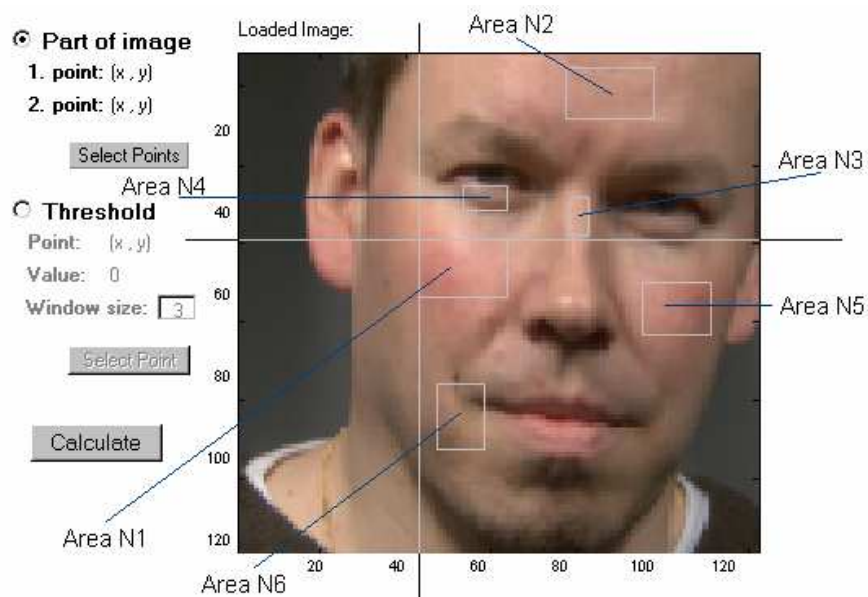 Loaded Image:
Area N2
Part of image
1. point: (x , y)
2. point: (x , y)
Select Points
Area N3
Area N4
Threshold
Point: (x , y)
Value: 0
Window size: 3
Area N5
Select Point
Calculate
Area N1
Area N6
20
40
60
80
100
120
20 40 60 80 100 120